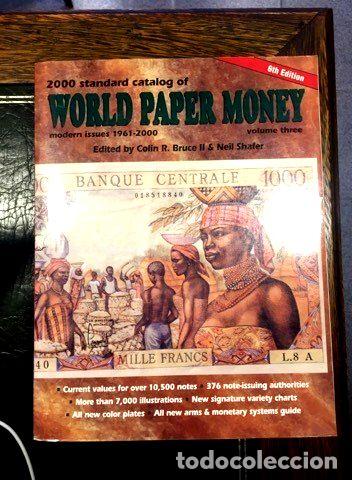 2000 standard catalog of
6th Edition
WORLD PAPER MONEY
modern issues 1961-2000 volume three
Edited by Colin R. Bruce II & Neil Shafer
BANQUE CENTRALE 1000
018518840
40 MILLE FRANCS L.8 A
• Current values for over 10,500 notes • 376 note-issuing authorities
• More than 7,000 illustrations • New signature variety charts
• All new color plates • All new arms & monetary systems guide
todocoleccion.net